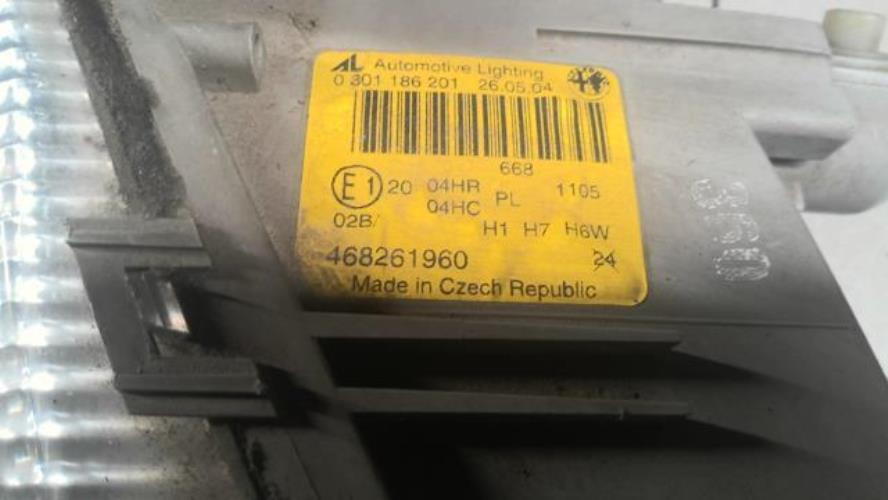 AL Automotive Lighting
0 301 186 201 26.05.04
668
E1 20 04HR PL 1105
04HC
02B/ H1 H7 H6W
468261960 24
Made in Czech Republic